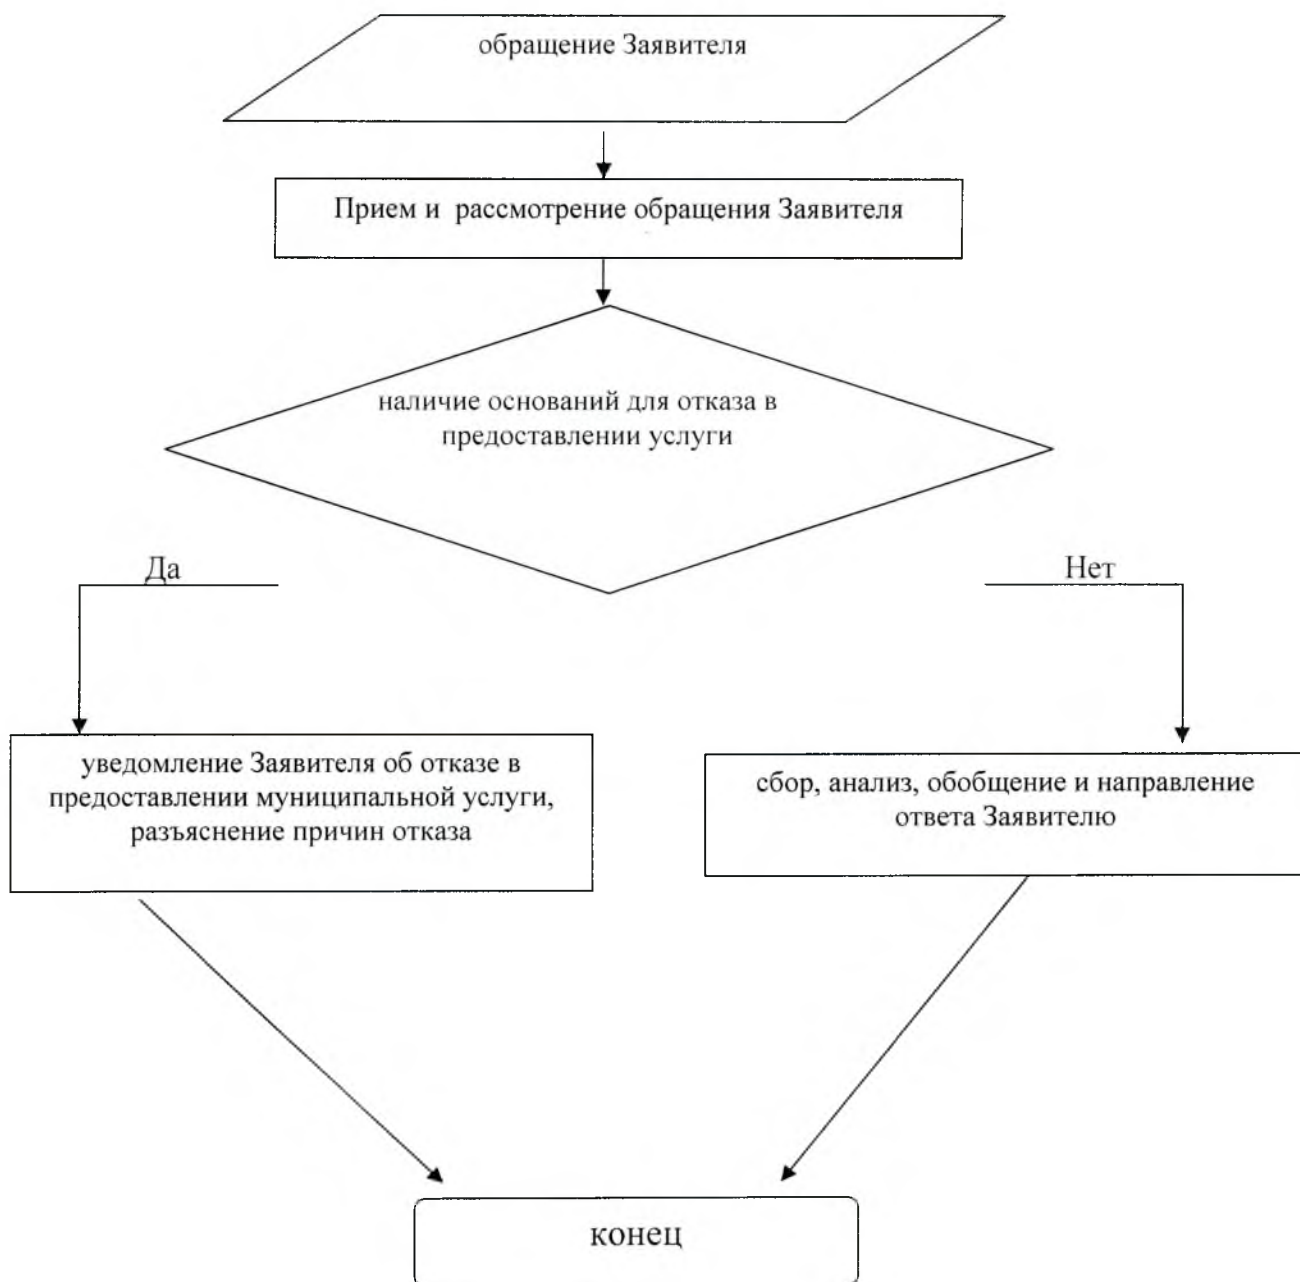 обращение Заявителя
Прием и рассмотрение обращения Заявителя
наличие оснований для отказа в
предоставлении услуги
Да
Нет
уведомление Заявителя об отказе в
предоставлении муниципальной услуги,
разъяснение причин отказа
сбор, анализ, обобщение и направление
ответа Заявителю
конец